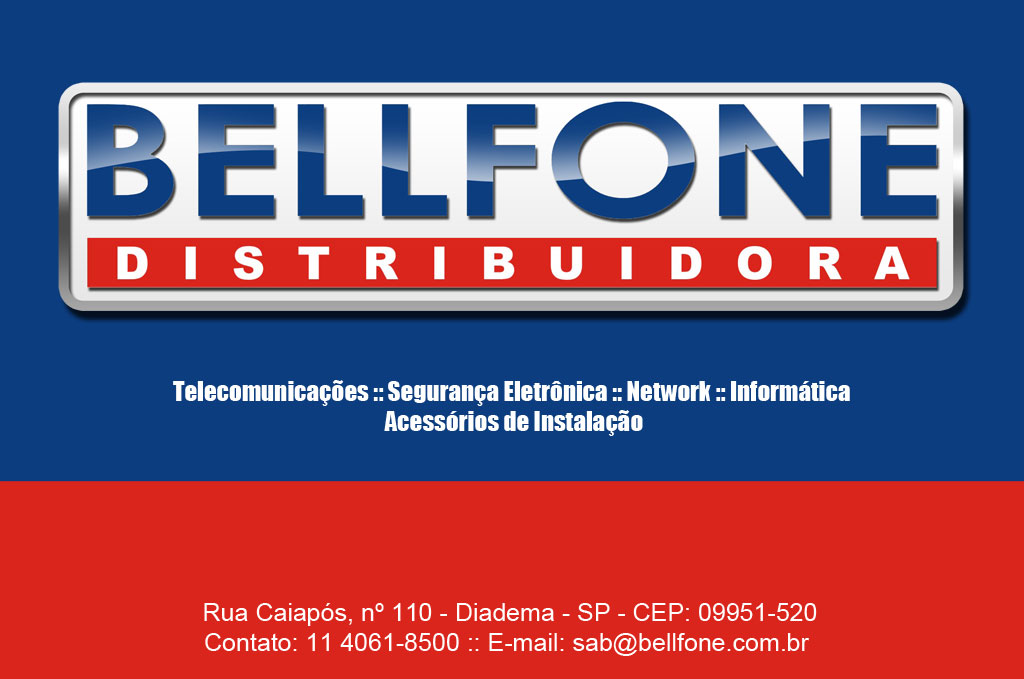 BELLFONE
DISTRIBUIDORA
Telecomunicações :: Segurança Eletrônica :: Network :: Informática
Acessórios de Instalação
Rua Caiapós, nº 110 - Diadema - SP - CEP: 09951-520
Contato: 11 4061-8500 :: E-mail: sab@bellfone.com.br